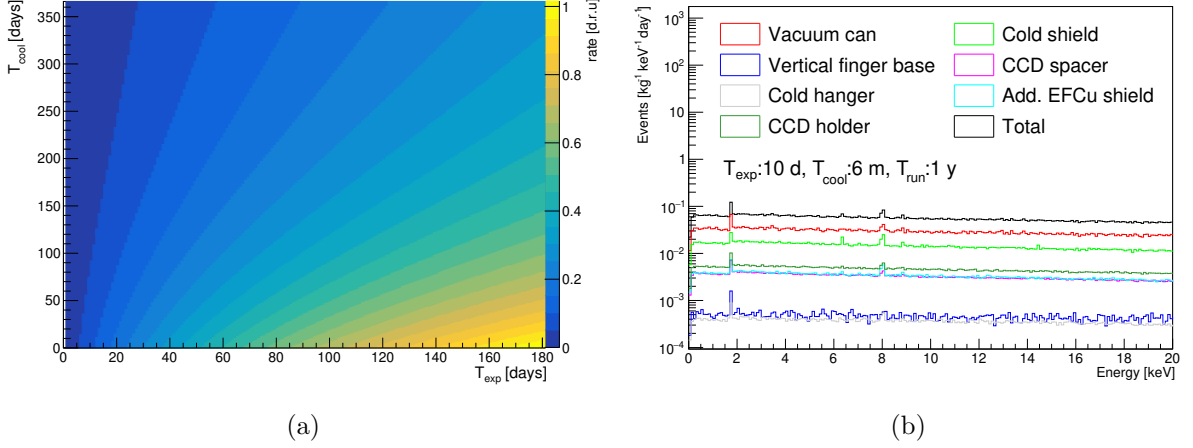 T_cool [days]
350
300
250
200
150
100
50
0
0 20 40 60 80 100 120 140 160 180
T_exp [days]
rate [d.r.u]
1
0.8
0.6
0.4
0.2
0
(a)
Events [kg⁻¹ keV⁻¹ day⁻¹]
10³
10²
10
1
10⁻¹
10⁻²
10⁻³
10⁻⁴
Vacuum can
Cold shield
Vertical finger base
CCD spacer
Cold hanger
Add. EFCu shield
CCD holder
Total
T_exp:10 d, T_cool:6 m, T_run:1 y
0 2 4 6 8 10 12 14 16 18 20
Energy [keV]
(b)